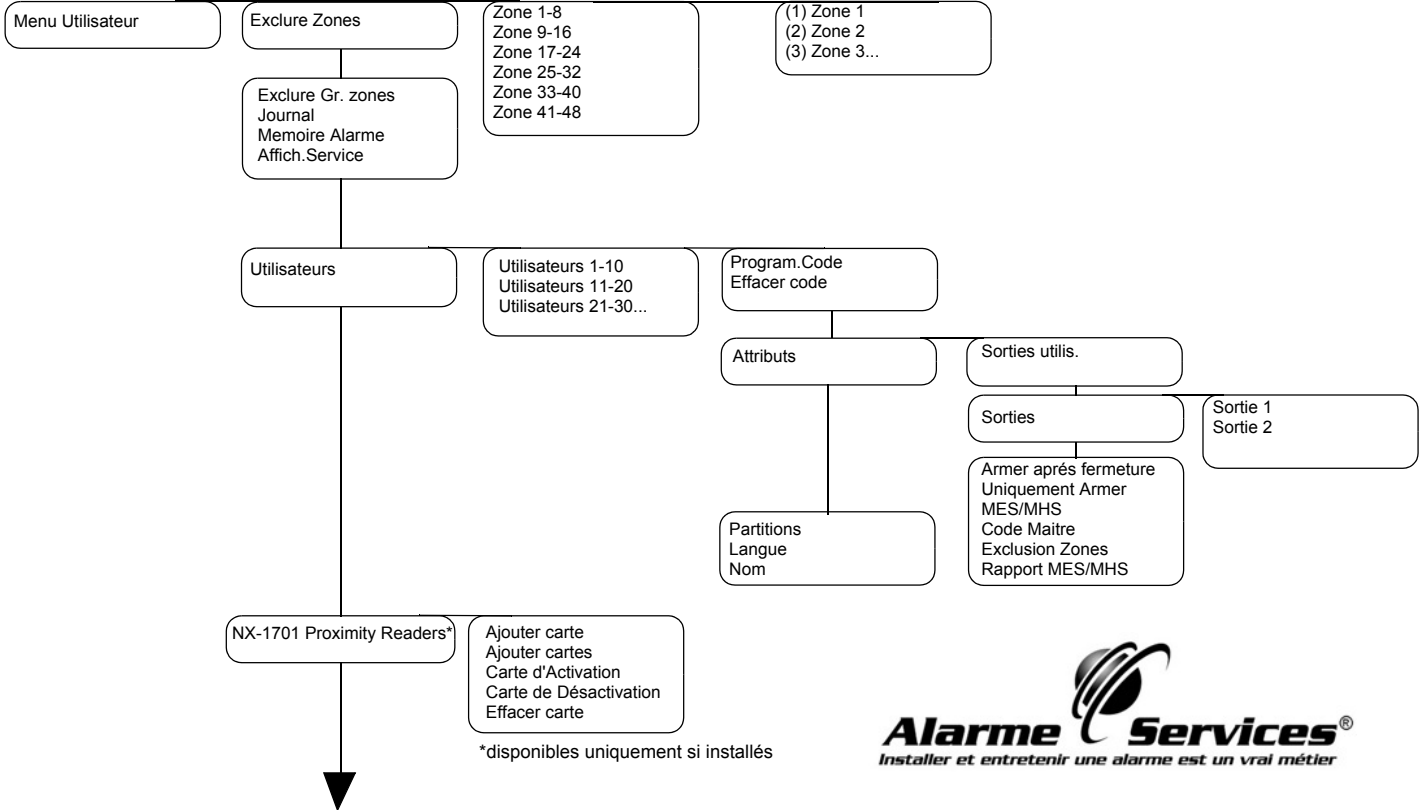 Menu Utilisateur
Exclure Zones
Zone 1-8
Zone 9-16
Zone 17-24
Zone 25-32
Zone 33-40
Zone 41-48
(1) Zone 1
(2) Zone 2
(3) Zone 3...
Exclure Gr. zones
Journal
Memoire Alarme
Affich.Service
Utilisateurs
Utilisateurs 1-10
Utilisateurs 11-20
Utilisateurs 21-30...
Program.Code
Effacer code
Attributs
Sorties utilis.
Sorties
Sortie 1
Sortie 2
Armer aprés fermeture
Uniquement Armer
MES/MHS
Code Maitre
Exclusion Zones
Rapport MES/MHS
Partitions
Langue
Nom
NX-1701 Proximity Readers*
Ajouter carte
Ajouter cartes
Carte d'Activation
Carte de Désactivation
Effacer carte
*disponibles uniquement si installés
Alarme Services®
Installer et entretenir une alarme est un vrai métier